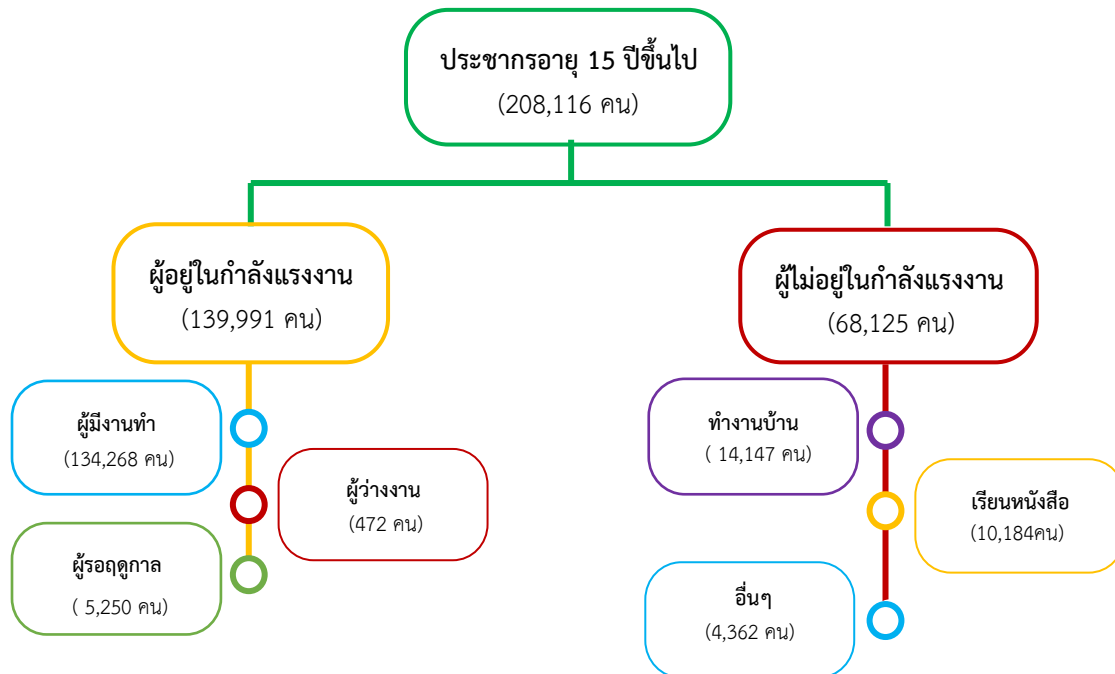 ประชากรอายุ 15 ปีขึ้นไป
(208,116 คน)
ผู้อยู่ในกำลังแรงงาน
(139,991 คน)
ผู้ไม่อยู่ในกำลังแรงงาน
(68,125 คน)
ผู้มีงานทำ
(134,268 คน)
ผู้ว่างงาน
(472 คน)
ผู้รอฤดูกาล
( 5,250 คน)
ทำงานบ้าน
( 14,147 คน)
เรียนหนังสือ
(10,184คน)
อื่นๆ
(4,362 คน)